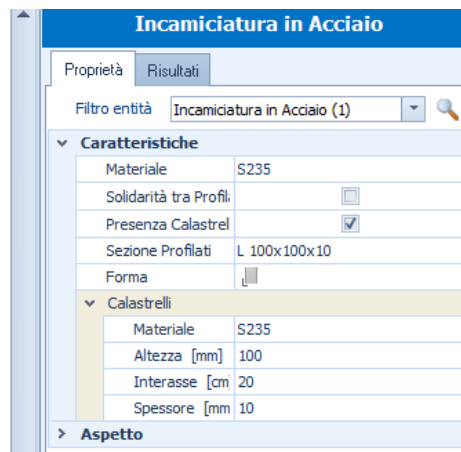 Incamiciatura in Acciaio
Proprietà Risultati
Filtro entità Incamiciatura in Acciaio (1)
Caratteristiche
Materiale S235
Solidarità tra Profil
Presenza Calastrel
Sezione Profilati L 100x100x10
Forma
Calastrelli
Materiale S235
Altezza [mm] 100
Interasse [cm 20
Spessore [mm 10
Aspetto